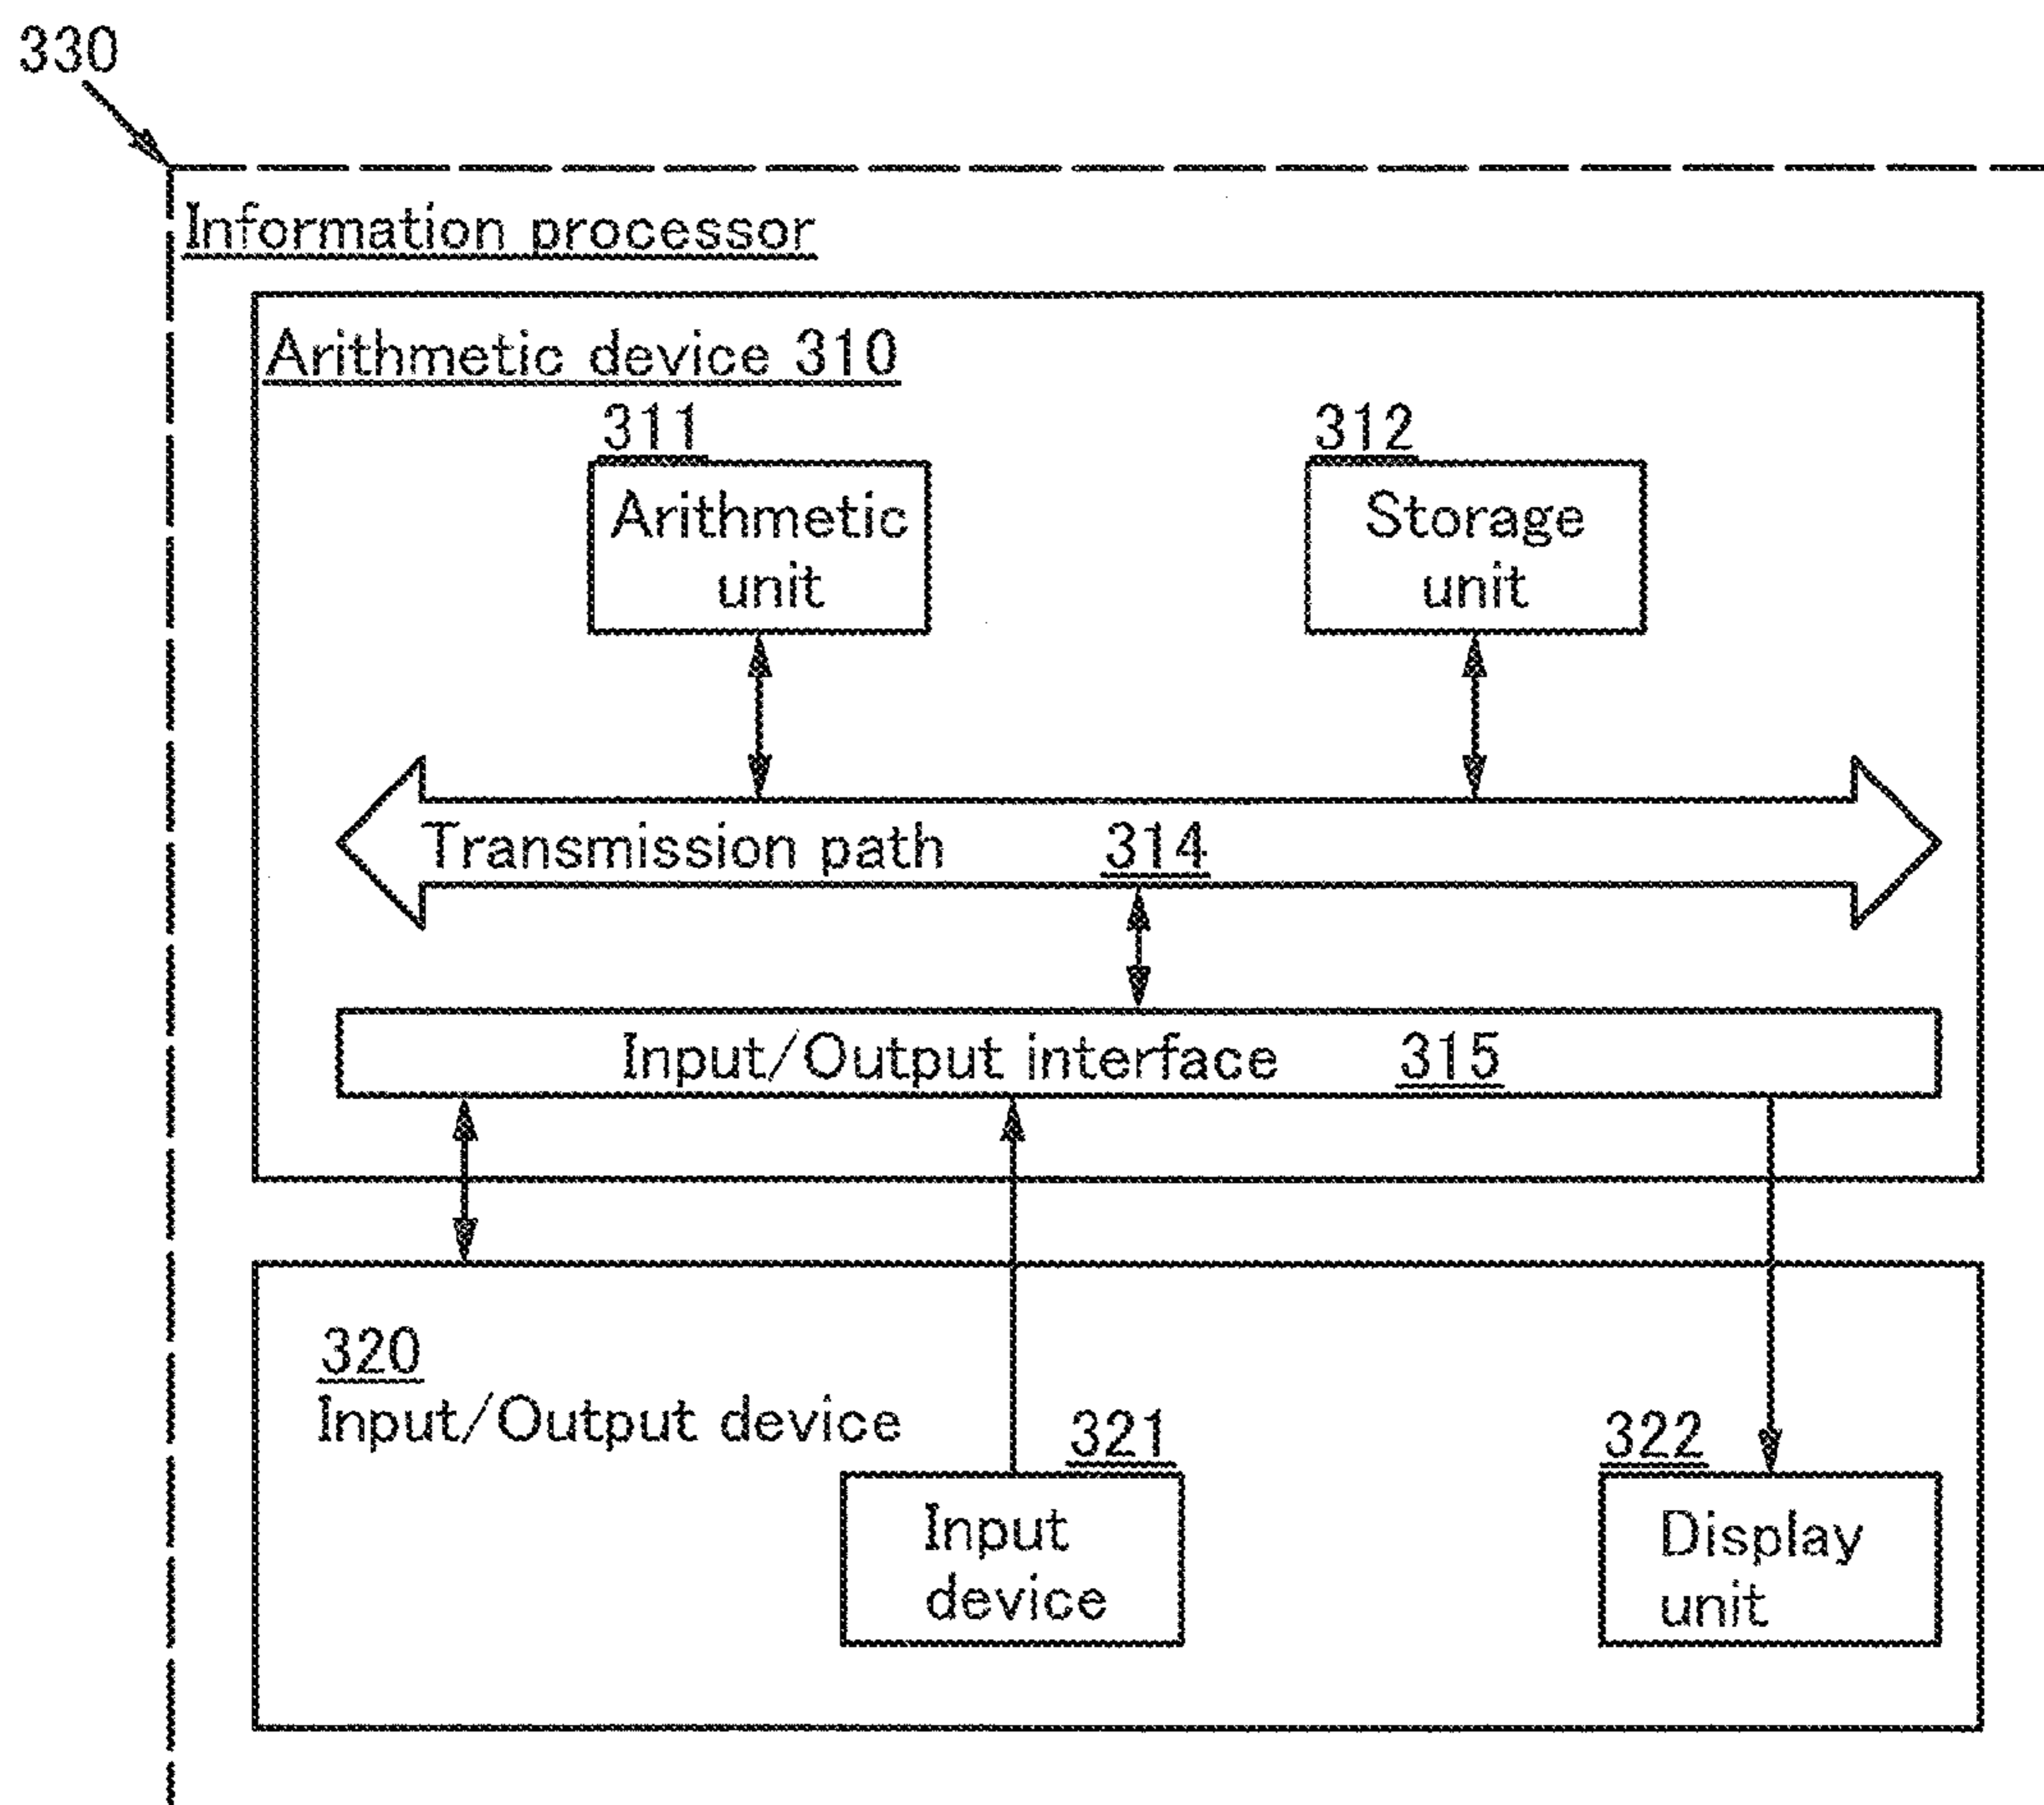 330
Information processor
Arithmetic device 310
311
312
Arithmetic
unit
Storage
unit
Transmission path 314
Input/Output interface 315
320
Input/Output device
321
322
Input
device
Display
unit